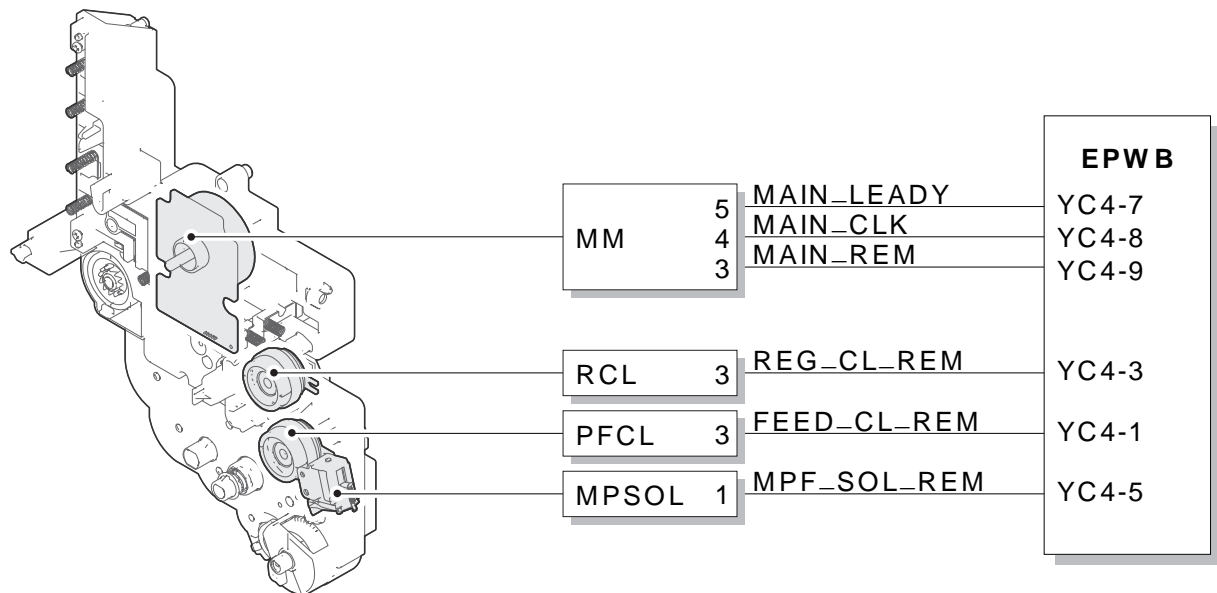 EPWB
MM 5 MAIN_LEADY YC4-7
4 MAIN_CLK YC4-8
3 MAIN_REM YC4-9
RCL 3 REG_CL_REM YC4-3
PFCL 3 FEED_CL_REM YC4-1
MPSOL 1 MPF_SOL_REM YC4-5